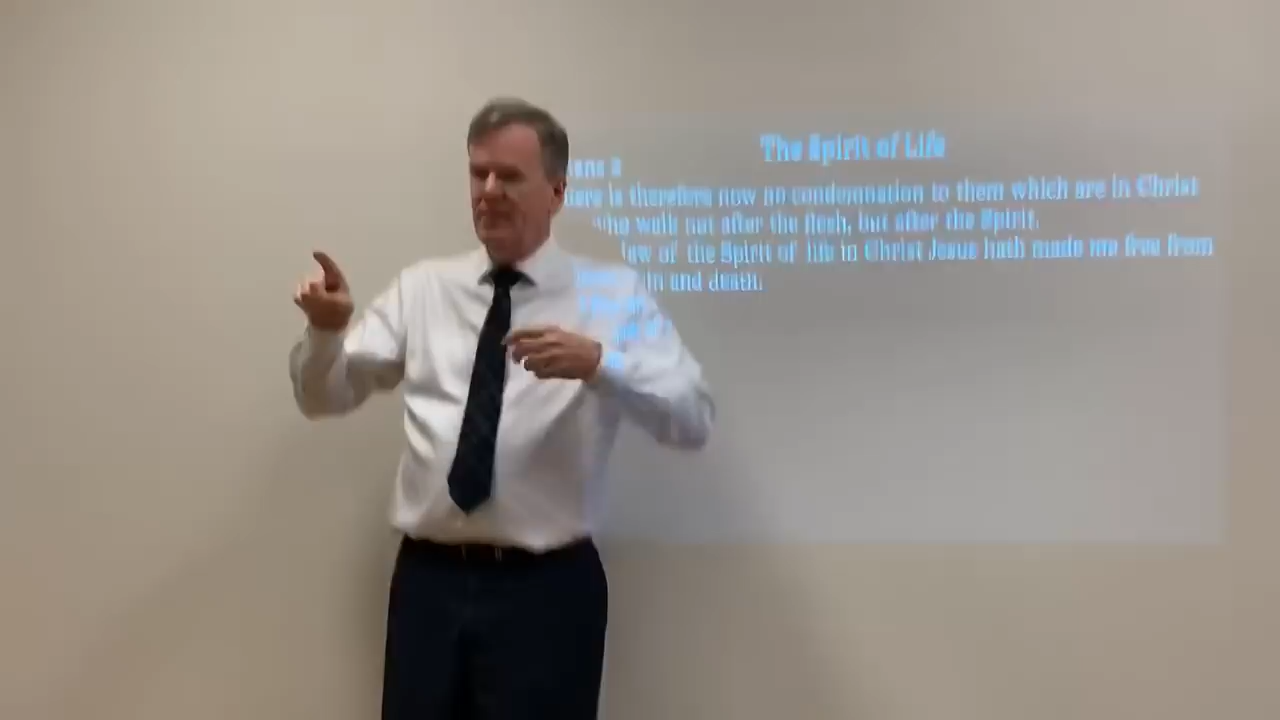 The Spirit of Life
is therefore now no condemnation to them which are in Christ
who walk not after the flesh, but after the Spirit.
law of the Spirit of life in Christ Jesus hath made me free from
and death.